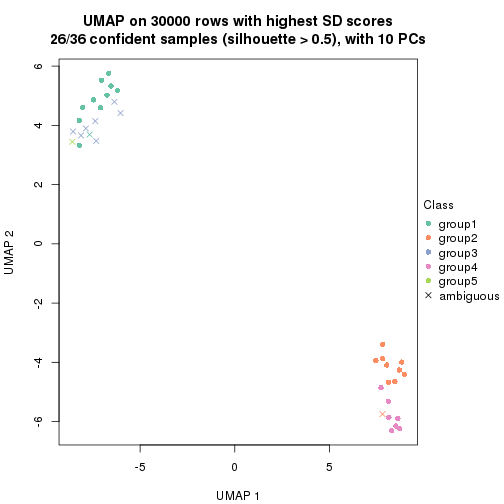 UMAP on 30000 rows with highest SD scores
26/36 confident samples (silhouette > 0.5), with 10 PCs
6
4
2
0
-2
-4
-6
UMAP 2
-5
0
5
UMAP 1
Class
group1
group2
group3
group4
group5
ambiguous